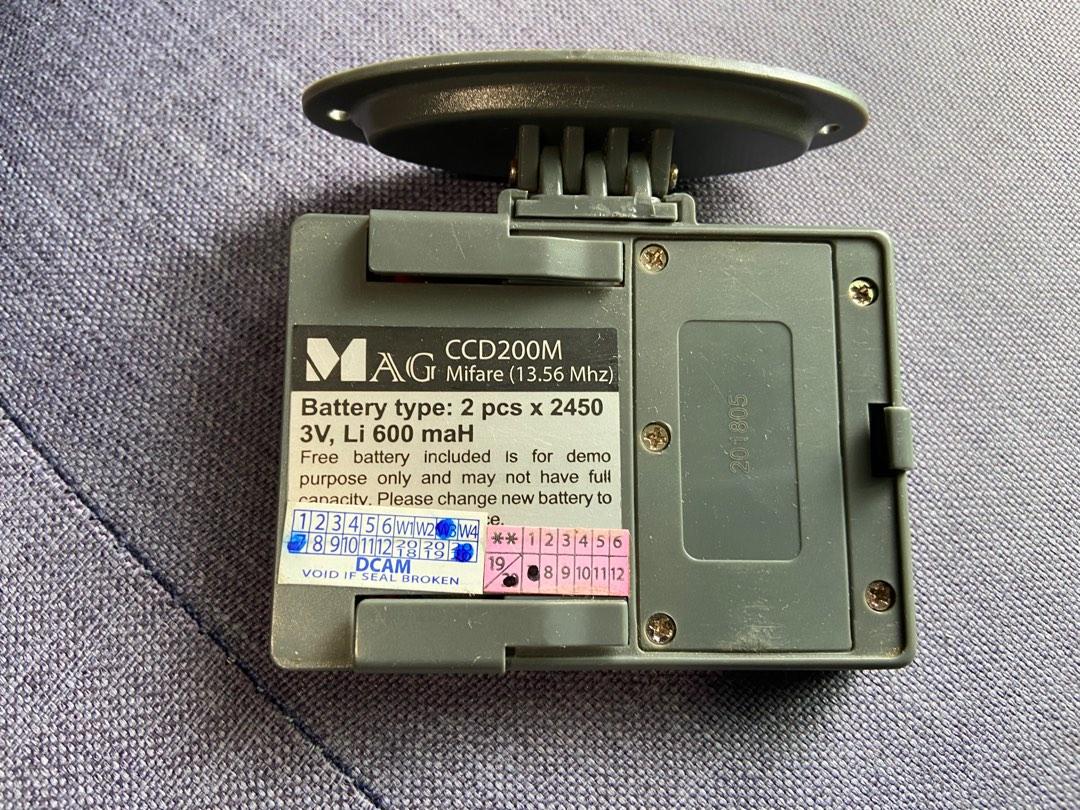 MAG CCD200M
Mifare (13.56 Mhz)
Battery type: 2 pcs x 2450
3V, Li 600 maH
Free battery included is for demo
purpose only and may not have full
capacity. Please change new battery to
ce.
1 2 3 4 5 6 W1 W2 W3 W4
7 8 9 10 11 12 2018 2019
DCAM
VOID IF SEAL BROKEN
** 1 2 3 4 5 6
19 8 9 10 11 12
201805